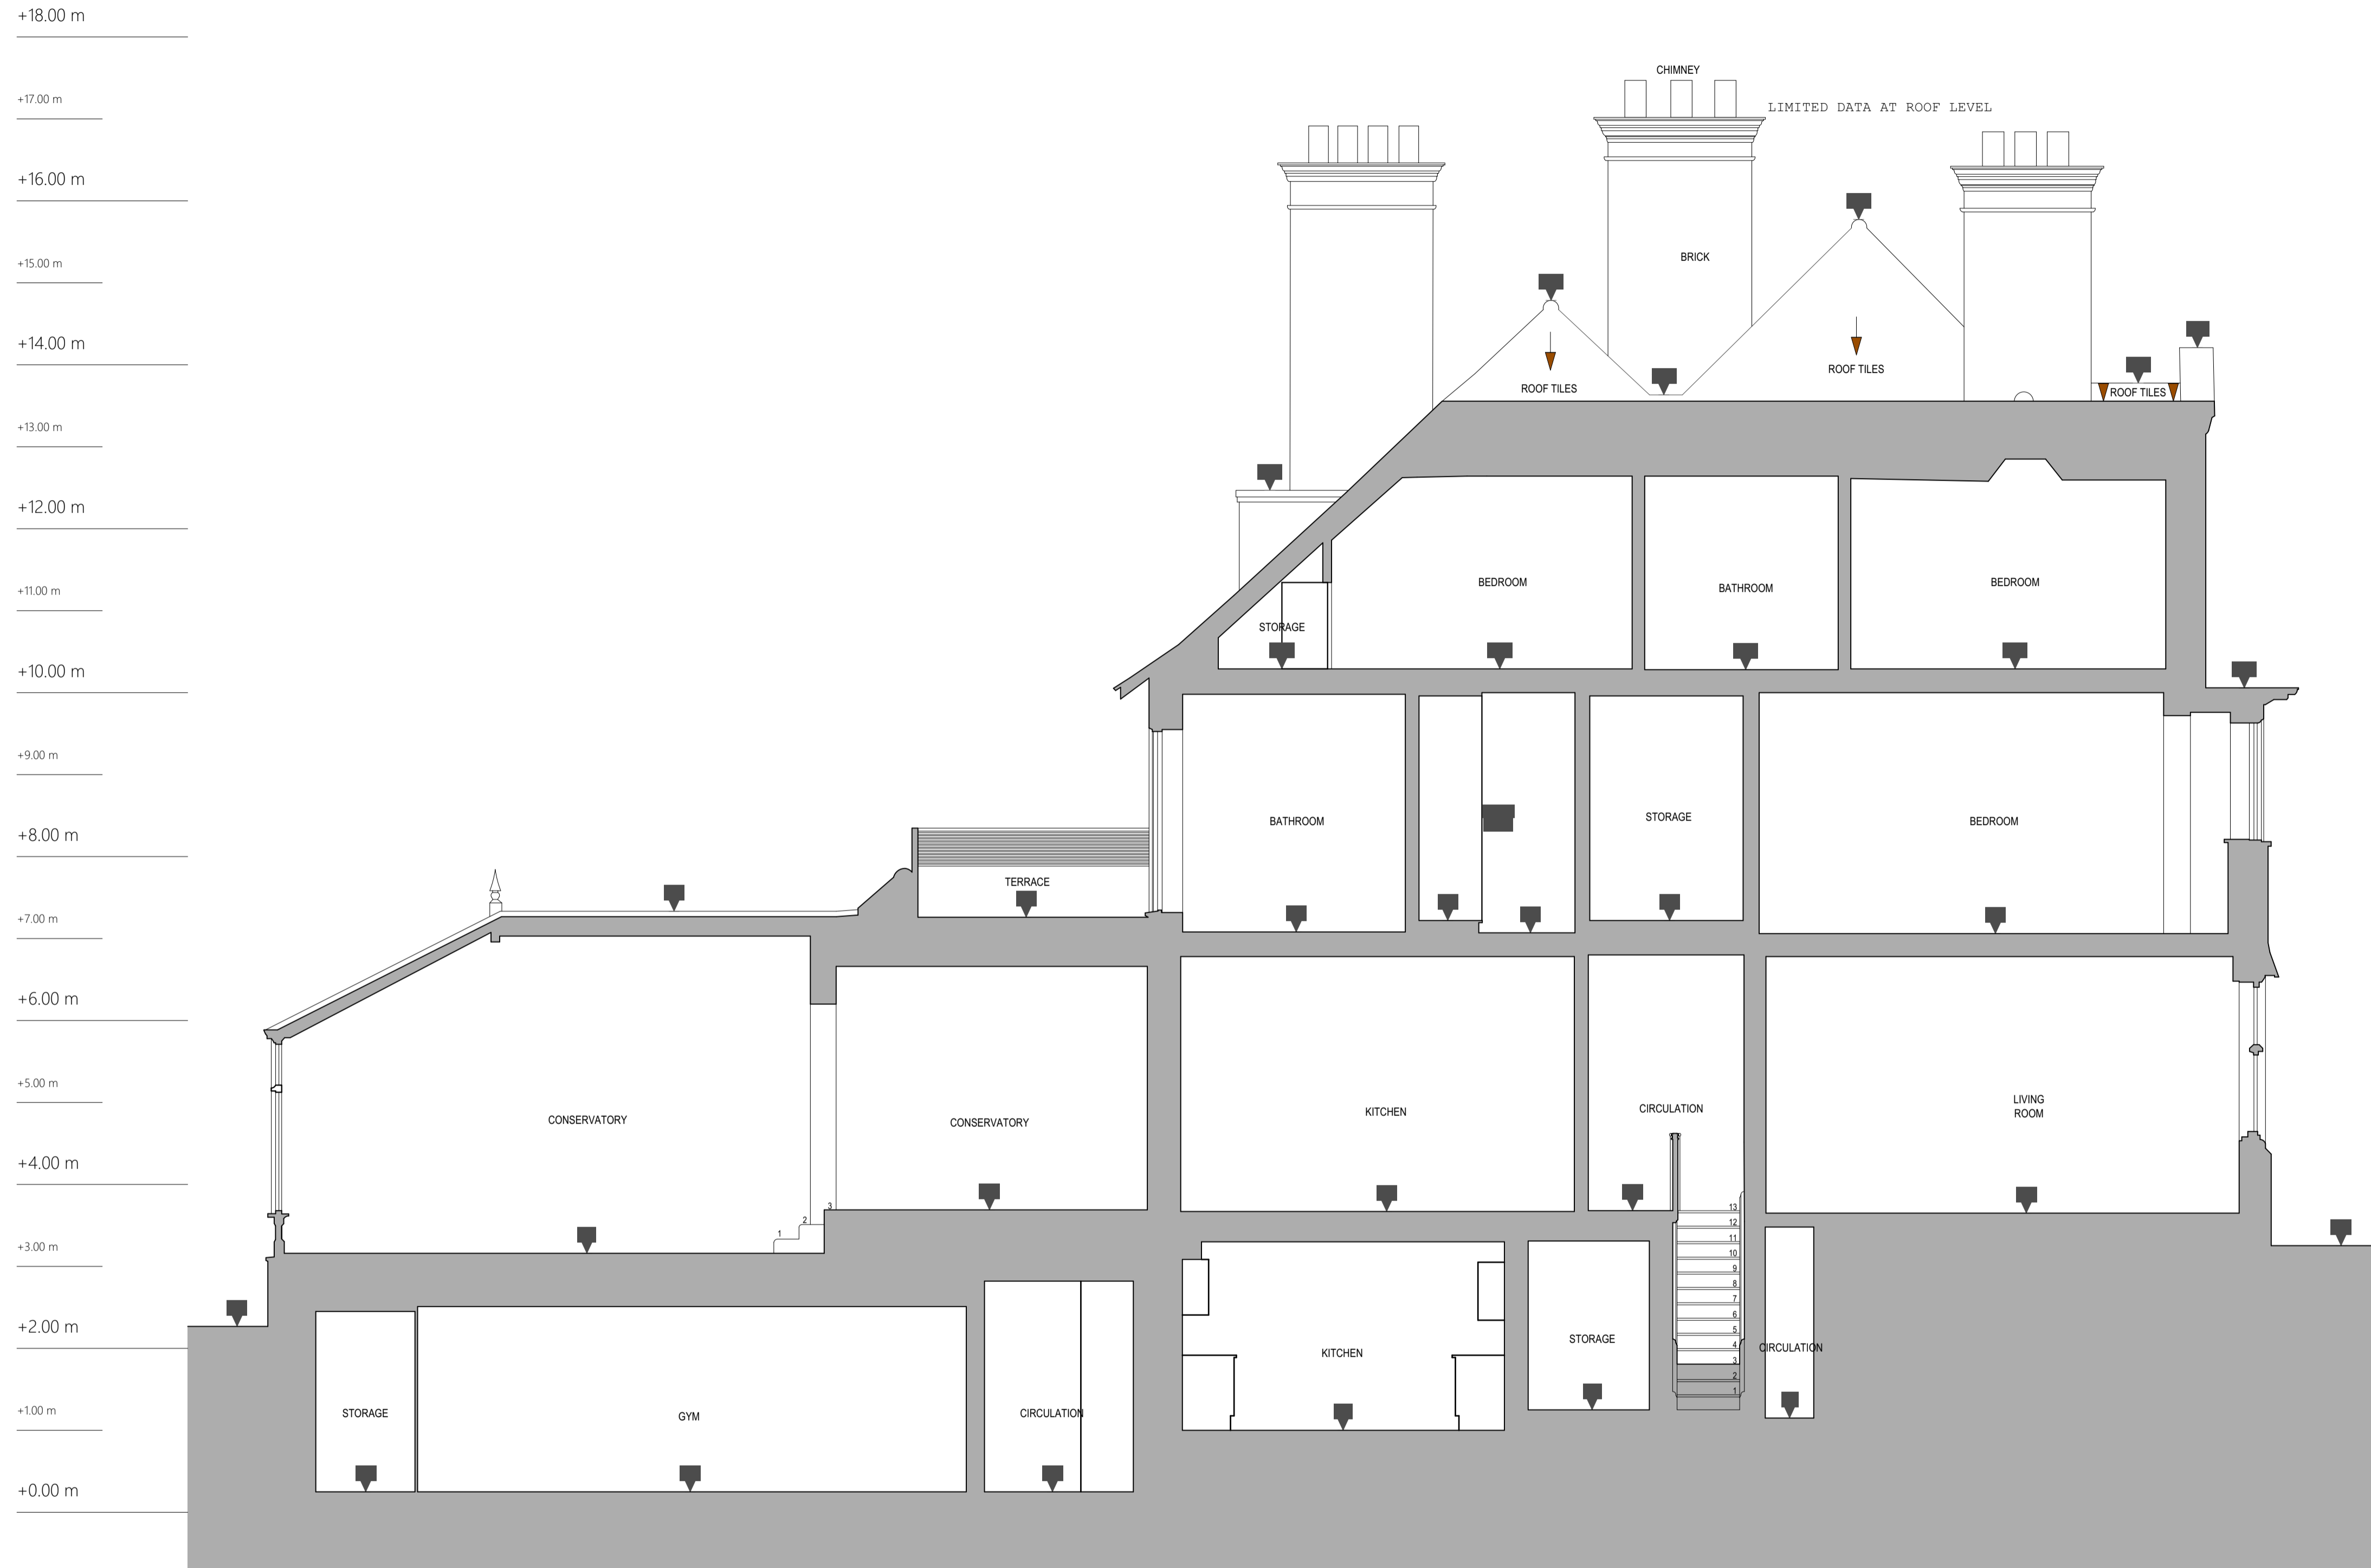 +18.00 m
CHIMNEY
+17.00 m
LIMITED DATA AT ROOF LEVEL
+16.00 m
BRICK
+15.00 m
+14.00 m
ROOF TILES
ROOF TILES
ROOF TILES
+13.00 m
+12.00 m
+11.00 m
BEDROOM
BATHROOM
BEDROOM
STORAGE
+10.00 m
+9.00 m
+8.00 m
BATHROOM
STORAGE
BEDROOM
TERRACE
+7.00 m
+6.00 m
+5.00 m
CONSERVATORY
CONSERVATORY
KITCHEN
CIRCULATION
LIVING
ROOM
+4.00 m
3
2
1
13
12
11
10
9
8
7
6
5
4
3
2
1
+3.00 m
+2.00 m
KITCHEN
STORAGE
CIRCULATION
+1.00 m
STORAGE
GYM
CIRCULATION
+0.00 m